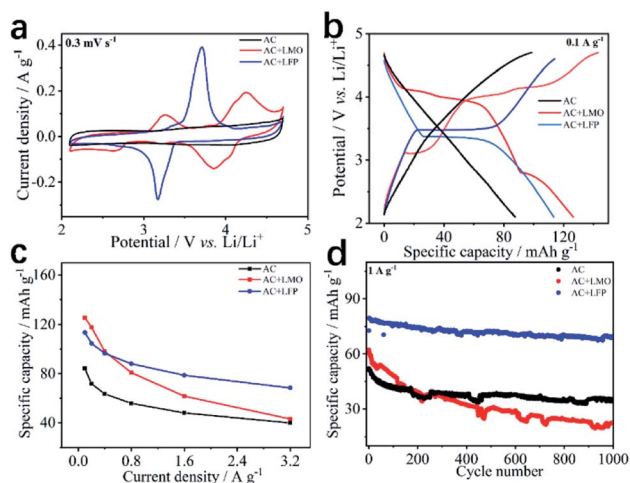 a
0.3 mV s⁻¹
AC
AC+LMO
AC+LFP
Current density / A g⁻¹
0.4
0.2
0.0
-0.2
2
3
4
5
Potential / V vs. Li/Li⁺
b
0.1 A g⁻¹
AC
AC+LMO
AC+LFP
Potential / V vs. Li/Li⁺
5
4
3
2
0
40
80
120
Specific capacity / mAh g⁻¹
c
AC
AC+LMO
AC+LFP
Specific capacity / mAh g⁻¹
160
120
80
40
0.0
0.8
1.6
2.4
3.2
Current density / A g⁻¹
d
1 A g⁻¹
AC
AC+LMO
AC+LFP
Specific capacity / mAh g⁻¹
90
60
30
0
200
400
600
800
1000
Cycle number